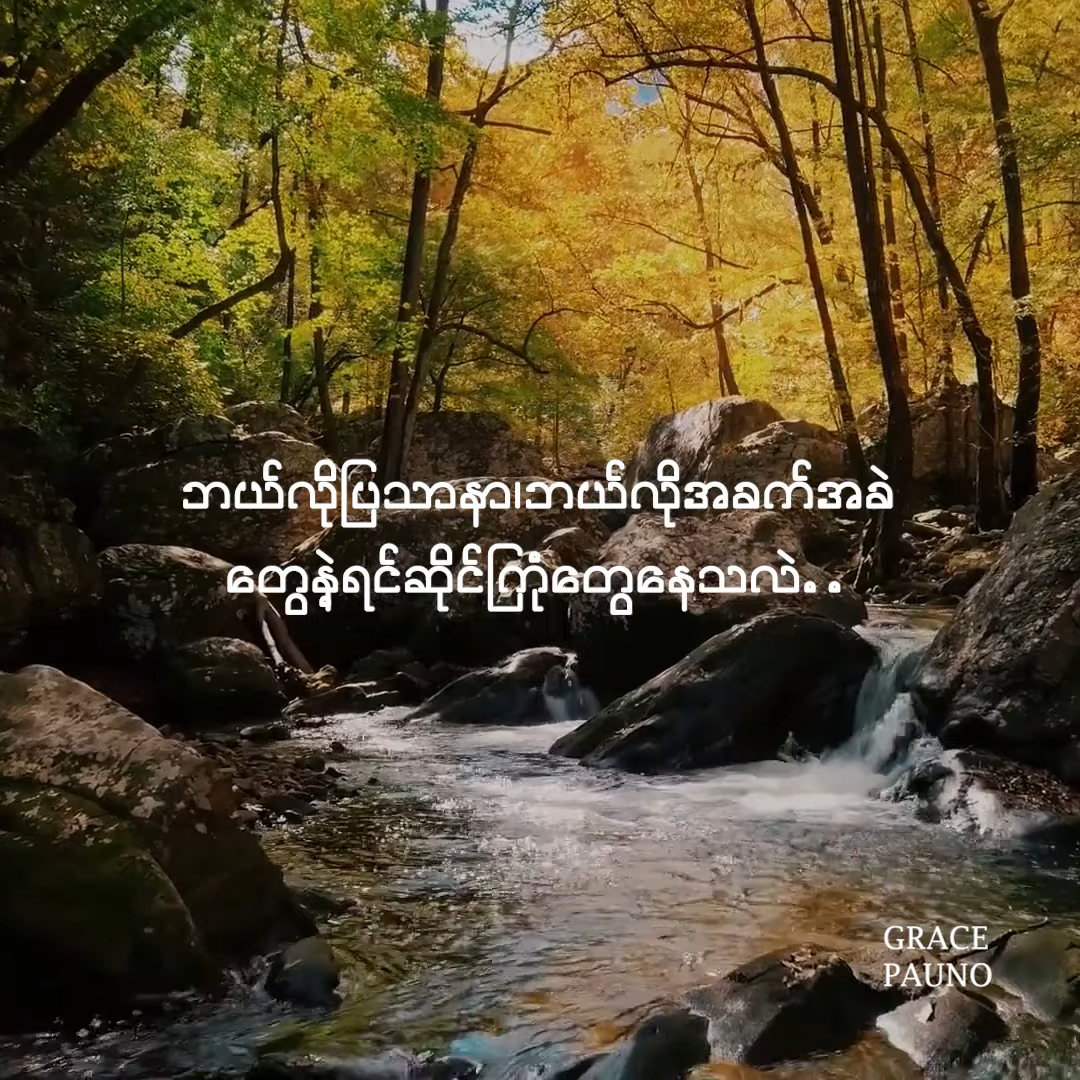 ဘယ်လိုပြသာနာ၊ဘယ်လိုအခက်အခဲ
တွေနဲ့ရင်ဆိုင်ကြုံတွေနေသလဲ. .
GRACE
PAUNO